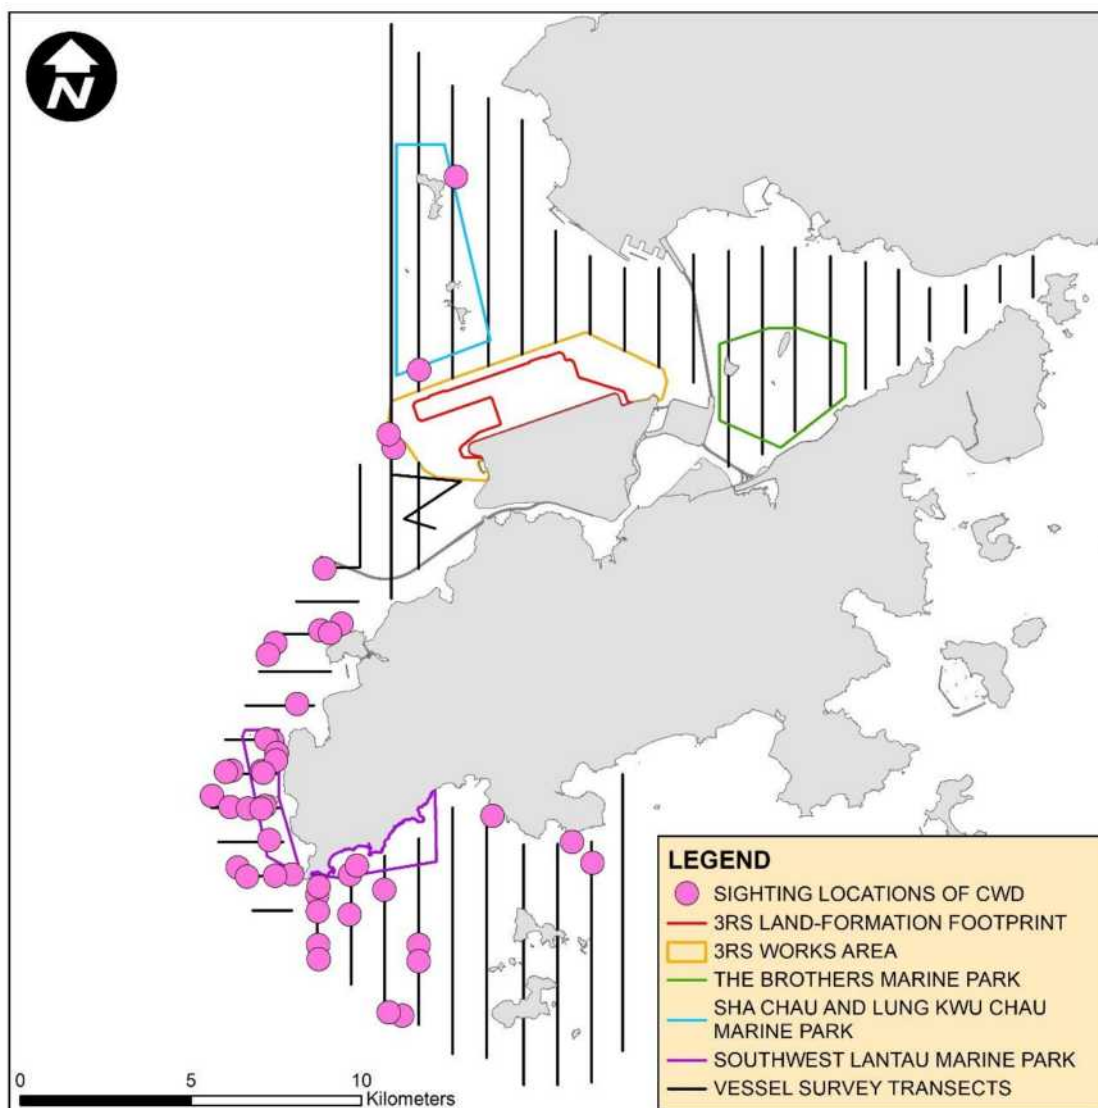 N
LEGEND
SIGHTING LOCATIONS OF CWD
3RS LAND-FORMATION FOOTPRINT
3RS WORKS AREA
THE BROTHERS MARINE PARK
SHA CHAU AND LUNG KWU CHAU
MARINE PARK
SOUTHWEST LANTAU MARINE PARK
VESSEL SURVEY TRANSECTS
0 5 10
Kilometers